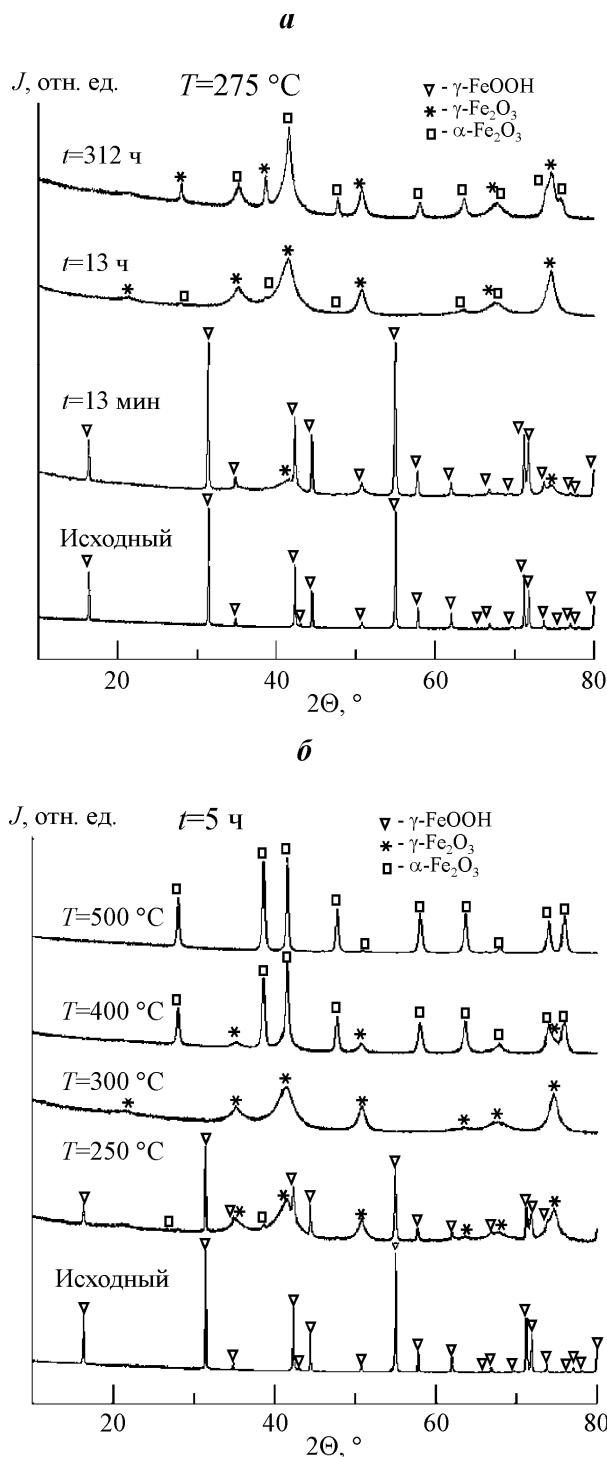 а
J, отн. ед.
T=275 °C
- γ-FeOOH
- γ-Fe2O3
- α-Fe2O3
t=312 ч
t=13 ч
t=13 мин
Исходный
20 40 60 80
2Θ, °
б
J, отн. ед.
t=5 ч
- γ-FeOOH
- γ-Fe2O3
- α-Fe2O3
T=500 °C
T=400 °C
T=300 °C
T=250 °C
Исходный
20 40 60 80
2Θ, °